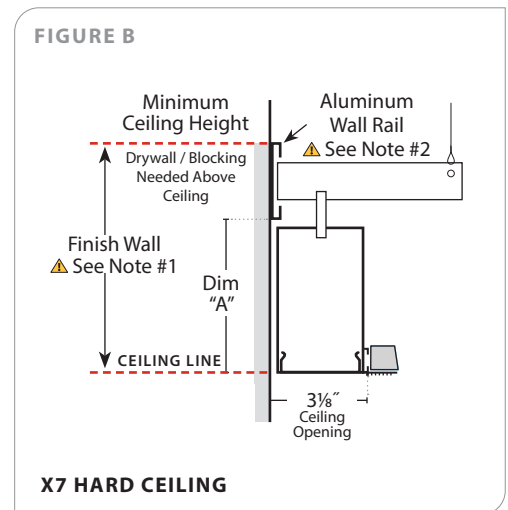 FIGURE B
Minimum
Ceiling Height
Aluminum
Wall Rail
⚠ See Note #2
Drywall / Blocking
Needed Above
Ceiling
Finish Wall
⚠ See Note #1
Dim
"A"
CEILING LINE
3⅛″
Ceiling
Opening
X7 HARD CEILING